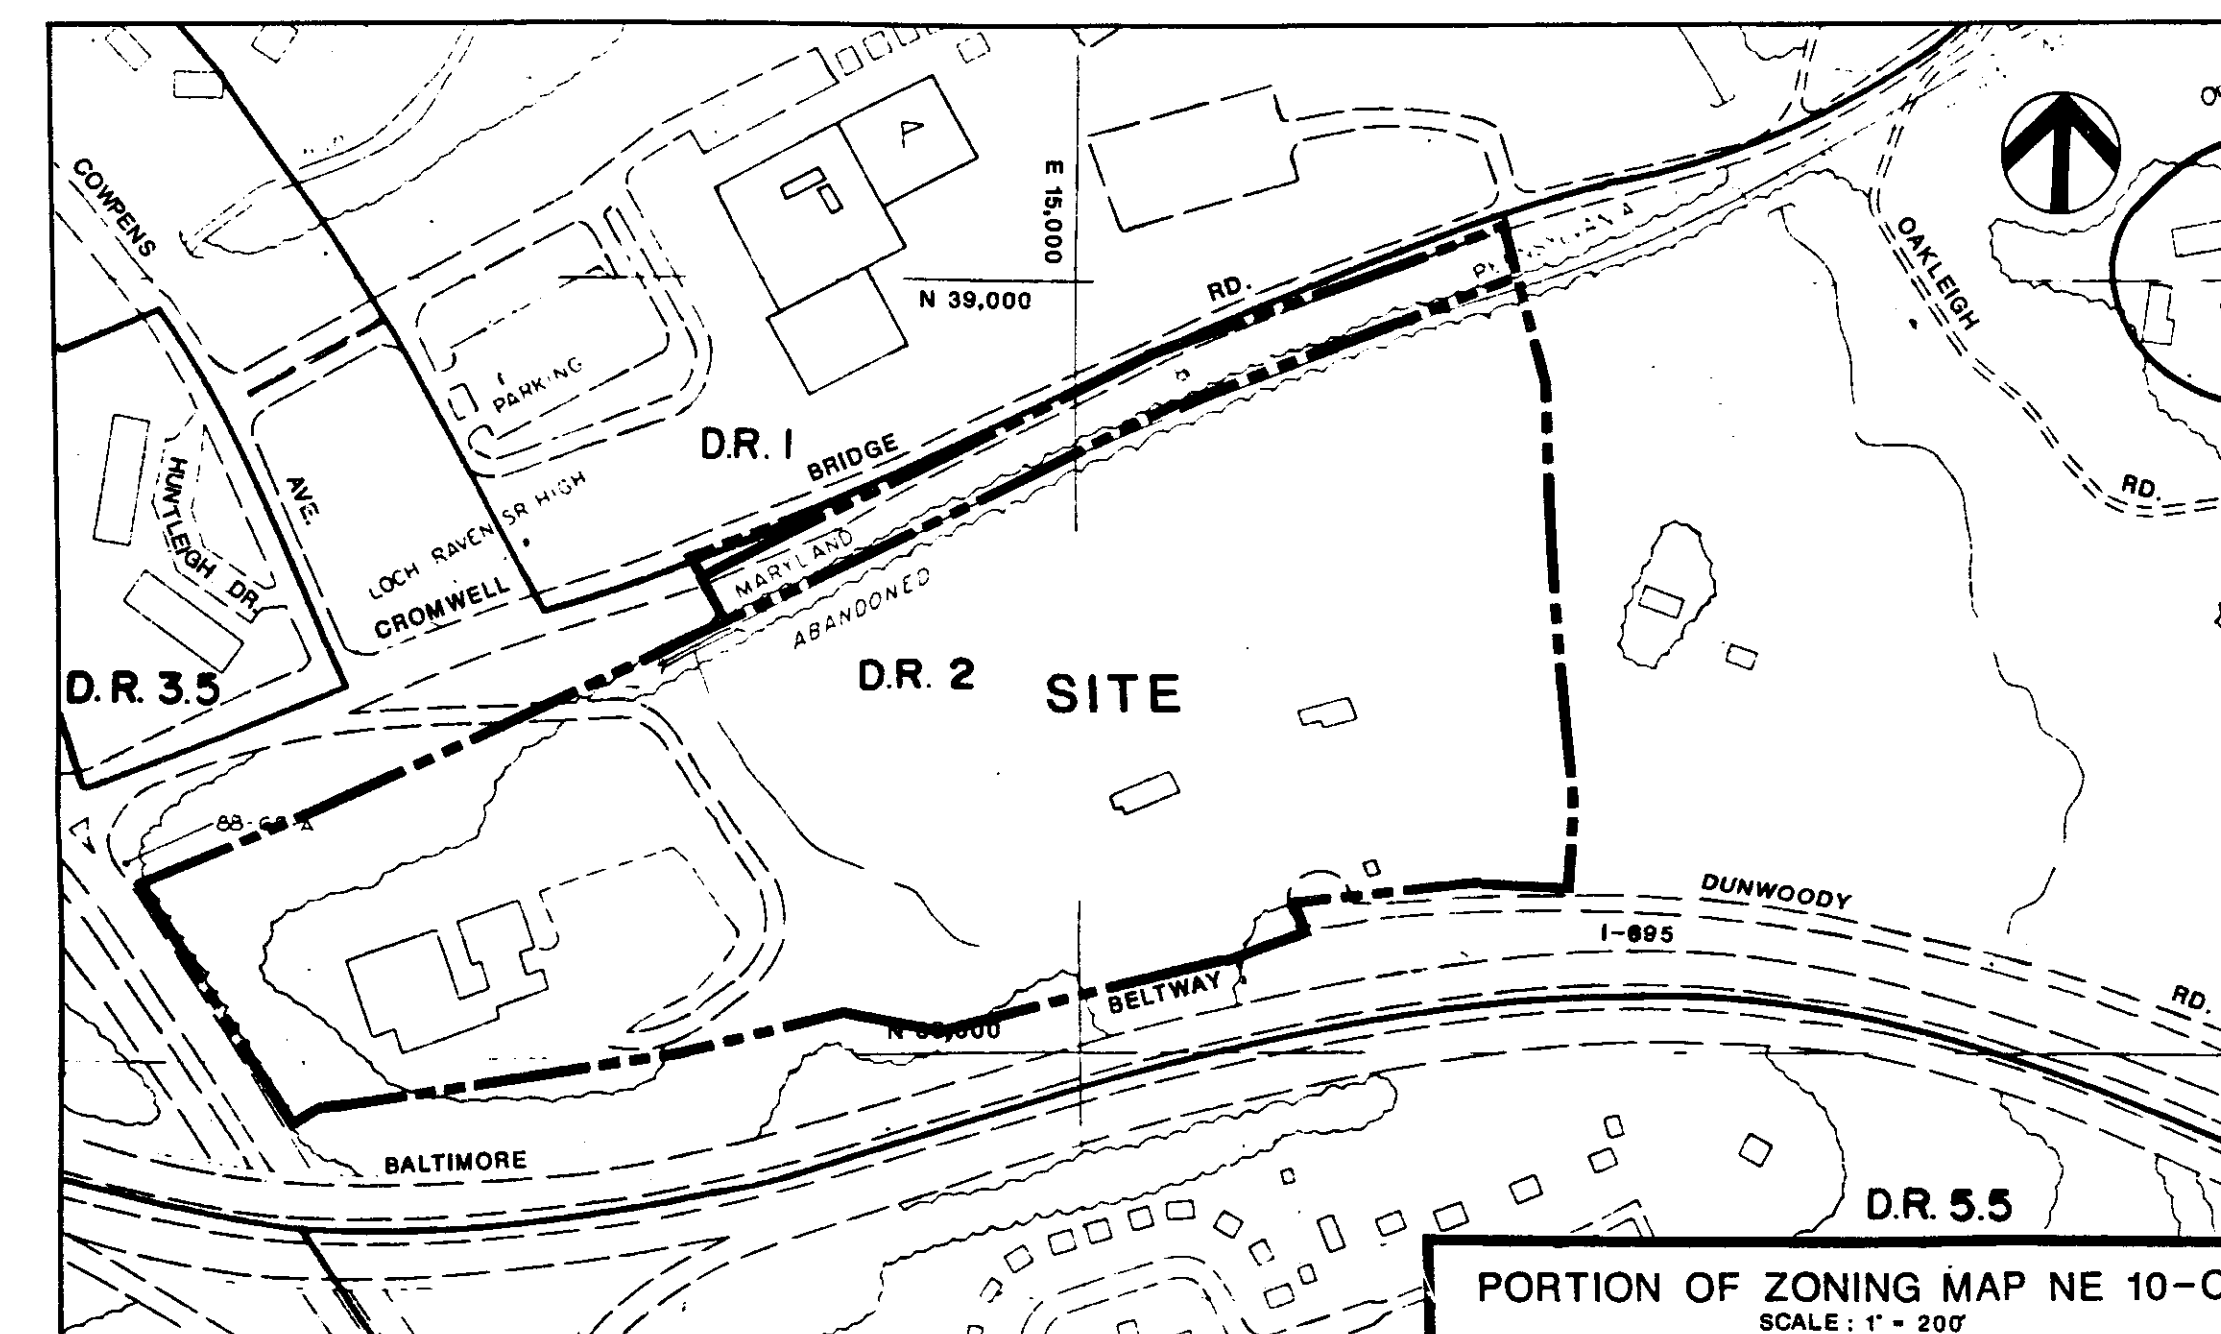 COWPENS
E 15,000
N 39,000
RD.
OAKLEIGH
RD.
PARKING
D.R. 1
BRIDGE
HUNTLEIGH DR.
AVE.
LOCH RAVEN SR HIGH
CROMWELL
MARYLAND
ABANDONED
D.R. 3.5
D.R. 2
SITE
DUNWOODY
I-695
RD.
BELTWAY
BALTIMORE
D.R. 5.5
PORTION OF ZONING MAP NE 10-C
SCALE: 1" = 200'